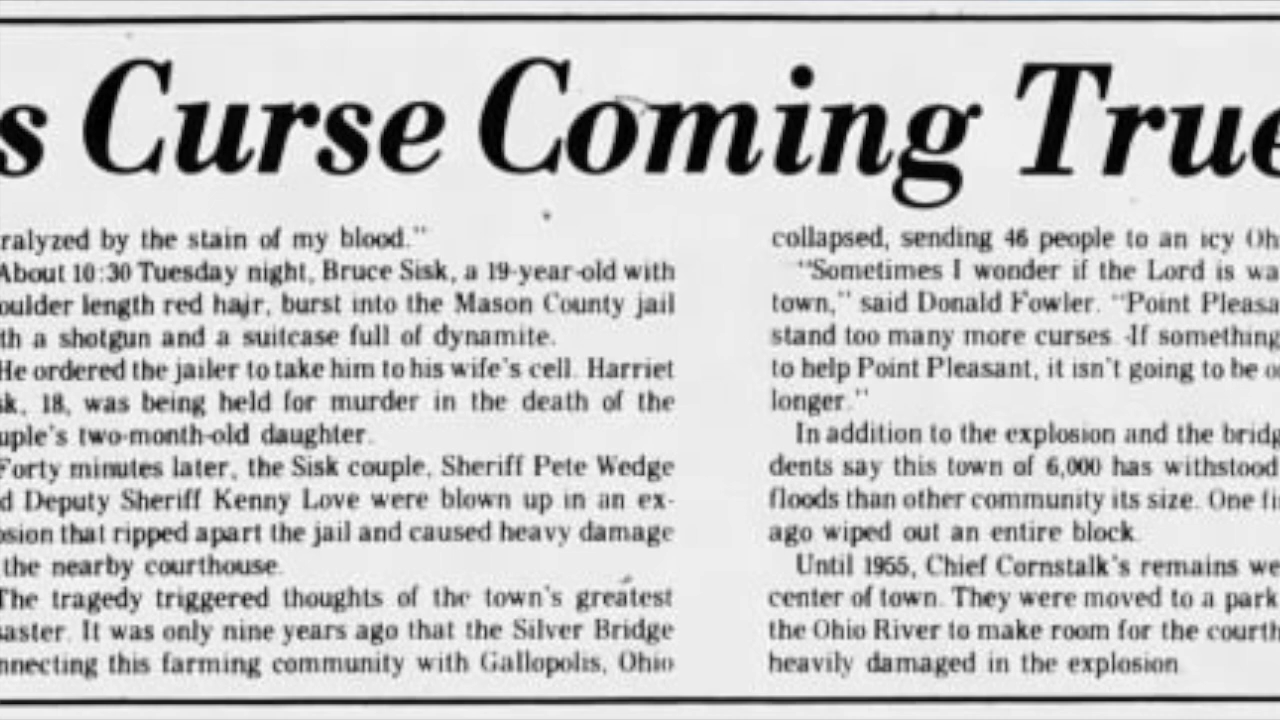 s Curse Coming True
ralyzed by the stain of my blood."
About 10:30 Tuesday night, Bruce Sisk, a 19-year-old with
oulder length red hair, burst into the Mason County jail
th a shotgun and a suitcase full of dynamite.
He ordered the jailer to take him to his wife's cell. Harriet
sk, 18, was being held for murder in the death of the
uple's two-month-old daughter.
Forty minutes later, the Sisk couple, Sheriff Pete Wedge
d Deputy Sheriff Kenny Love were blown up in an ex-
osion that ripped apart the jail and caused heavy damage
the nearby courthouse.
The tragedy triggered thoughts of the town's greatest
saster. It was only nine years ago that the Silver Bridge
nnecting this farming community with Gallopolis, Ohio
collapsed, sending 46 people to an icy Oh
"Sometimes I wonder if the Lord is wa
town," said Donald Fowler. "Point Pleasa
stand too many more curses. If something
to help Point Pleasant, it isn't going to be o
longer."
In addition to the explosion and the bridg
dents say this town of 6,000 has withstood
floods than other community its size. One fi
ago wiped out an entire block.
Until 1955, Chief Cornstalk's remains we
center of town. They were moved to a park
the Ohio River to make room for the courth
heavily damaged in the explosion.